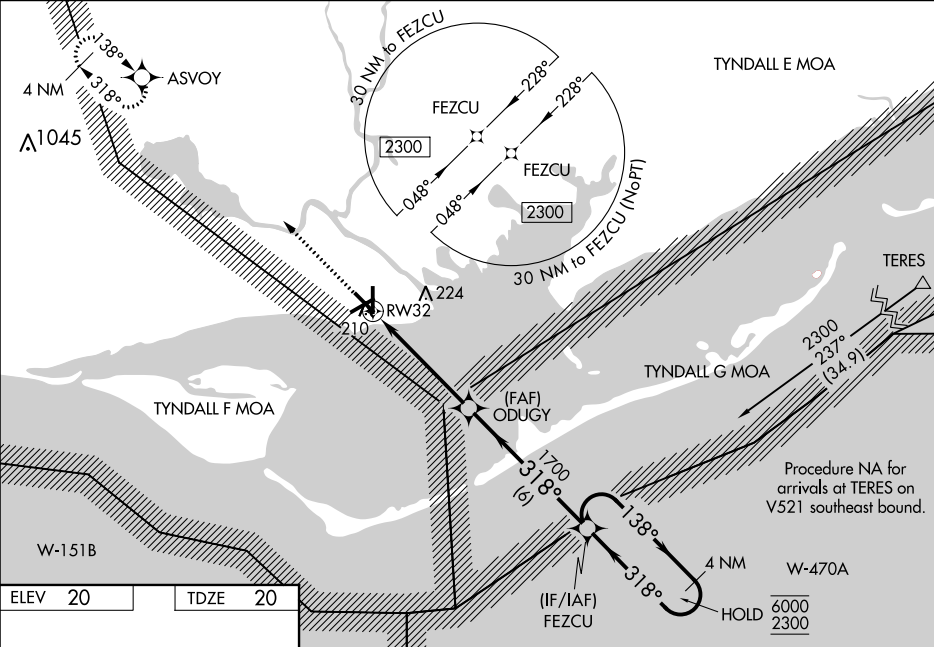 138°
318°
4 NM
ASVOY
1045
30 NM to FEZCU
228°
228°
FEZCU
2300
048°
048°
FEZCU
2300
30 NM to FEZCU (NoPT)
TYNDALL E MOA
TERES
2300
237°
(34.9)
224
RW32
210
TYNDALL G MOA
TYNDALL F MOA
(FAF)
ODUGY
1700
318°
(6)
Procedure NA for
arrivals at TERES on
V521 southeast bound.
138°
318°
4 NM
W-470A
W-151B
(IF/IAF)
FEZCU
HOLD
6000
2300
ELEV 20
TDZE 20